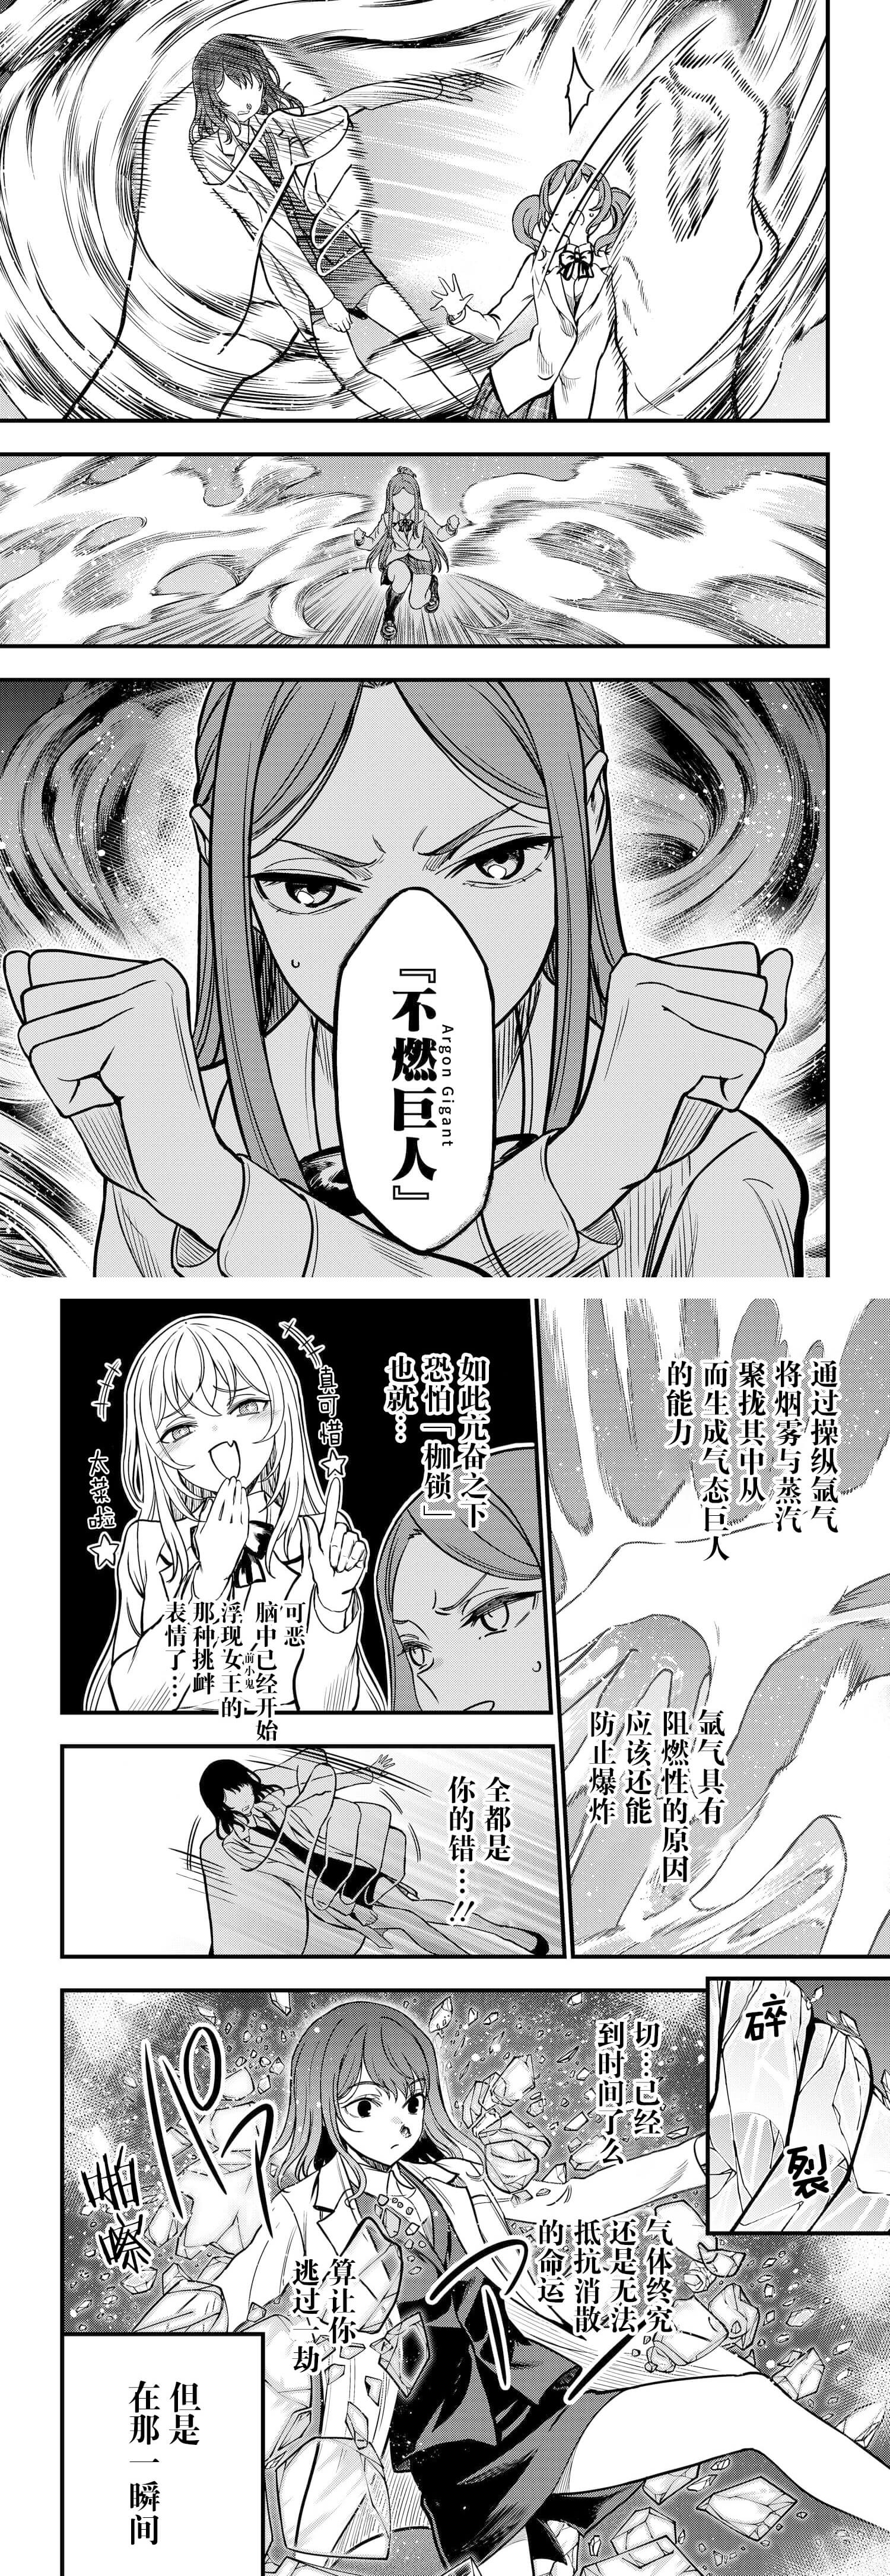 『不燃巨人』
Argon Gigant
通过操纵氩气
将烟雾与蒸汽
聚拢其中从
而生成气态巨人
的能力
氩气具有
阻燃性的原因
应该还能
防止爆炸
如此亢奋之下
恐怕「枷锁」
也就…
真可惜☆
太菜啦☆
可恶
脑中已经开始
浮现女王的
前小鬼
那种挑衅
表情了…
全都是
你的错…!!
碎
裂
切…已经
到时间了么
气体终究
还是无法
抵抗消散
的命运
算让你
逃过一劫
啪嚓
但是
在那一瞬间